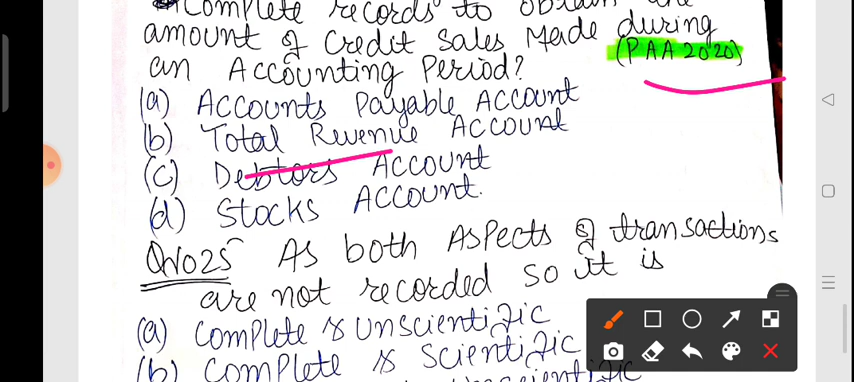 Complete records to obtain the
amount of Credit Sales Made during
(PAA 2020)
an Accounting Period?
(a) Accounts Payable Account
(b) Total Revenue Account
(c) Debtors Account
(d) Stocks Account.
QNo25 As both Aspects of transactions
are not recorded so it is
(a) Complete & Unscientific
(b) Complete & Scientific